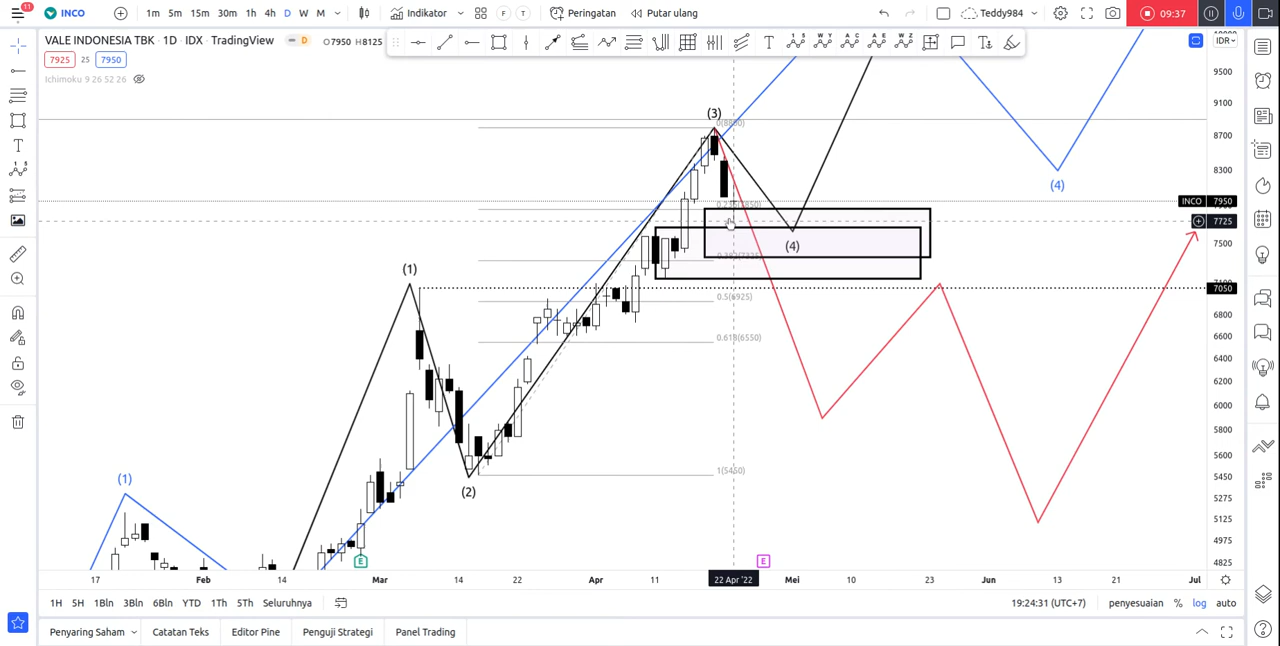 11
INCO
1m 5m 15m 30m 1h 4h D W M
Indikator
F T
Peringatan
Putar ulang
Teddy984
09:37
VALE INDONESIA TBK · 1D · IDX · TradingView
D
O7950 H8125
7925 25 7950
Ichimoku 9 26 52 26
IDR
9500
9100
8700
8300
INCO 7950
7725
7500
7050
6800
6600
6400
6200
6000
5800
5600
5450
5275
5125
4975
4825
(3)
0(8800)
(4)
(4)
(1)
0.5(6925)
0.618(6550)
1(5450)
(2)
(1)
E
E
17 Feb 14 Mar 14 22 Apr 11 22 Apr '22 Mei 10 23 Jun 13 21 Jul
1H 5H 1Bln 3Bln 6Bln YTD 1Th 5Th Seluruhnya
19:24:31 (UTC+7) penyesuaian % log auto
Penyaring Saham Catatan Teks Editor Pine Penguji Strategi Panel Trading